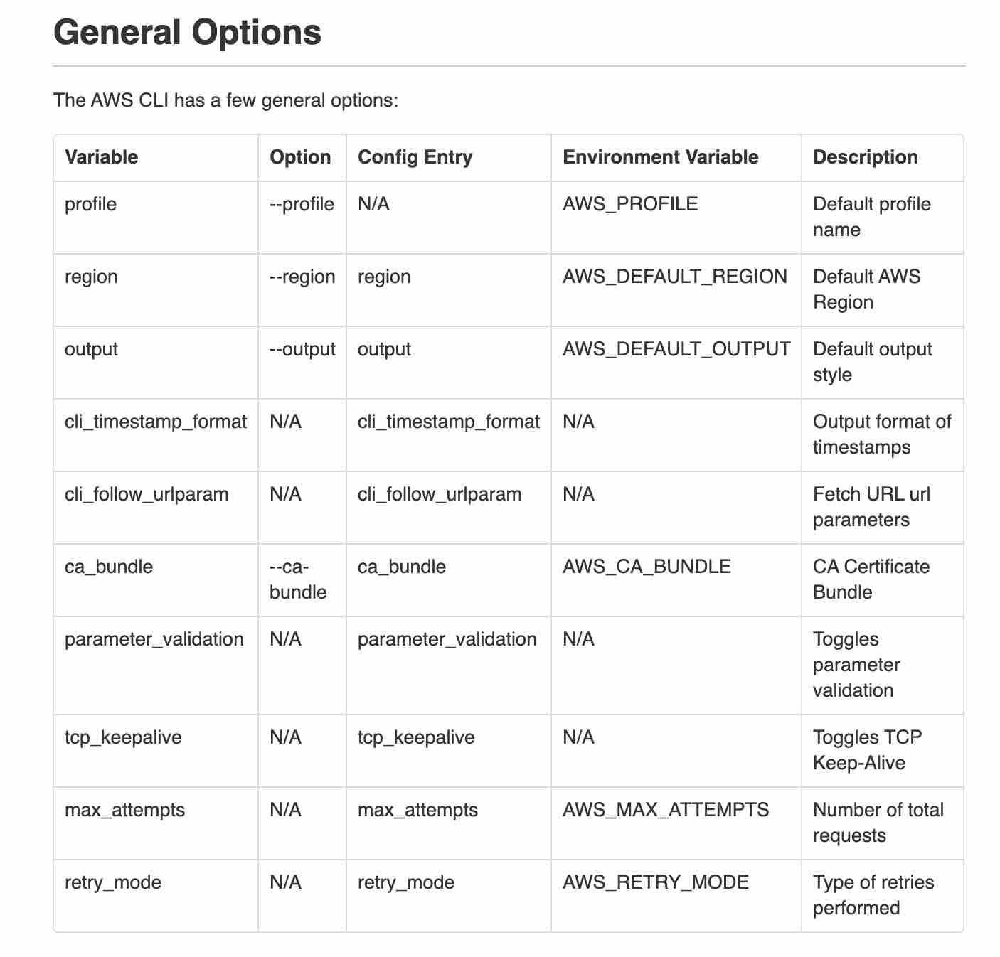 General Options
The AWS CLI has a few general options:
Variable Option Config Entry Environment Variable Description
profile --profile N/A AWS_PROFILE Default profile
name
region --region region AWS_DEFAULT_REGION Default AWS
Region
output --output output AWS_DEFAULT_OUTPUT Default output
style
cli_timestamp_format N/A cli_timestamp_format N/A Output format of
timestamps
cli_follow_urlparam N/A cli_follow_urlparam N/A Fetch URL url
parameters
ca_bundle --ca- ca_bundle AWS_CA_BUNDLE CA Certificate
bundle Bundle
parameter_validation N/A parameter_validation N/A Toggles
parameter
validation
tcp_keepalive N/A tcp_keepalive N/A Toggles TCP
Keep-Alive
max_attempts N/A max_attempts AWS_MAX_ATTEMPTS Number of total
requests
retry_mode N/A retry_mode AWS_RETRY_MODE Type of retries
performed